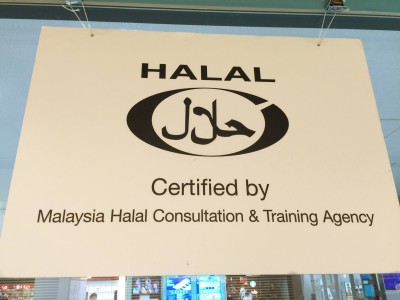 HALAL
حلال
Certified by
Malaysia Halal Consultation & Training Agency